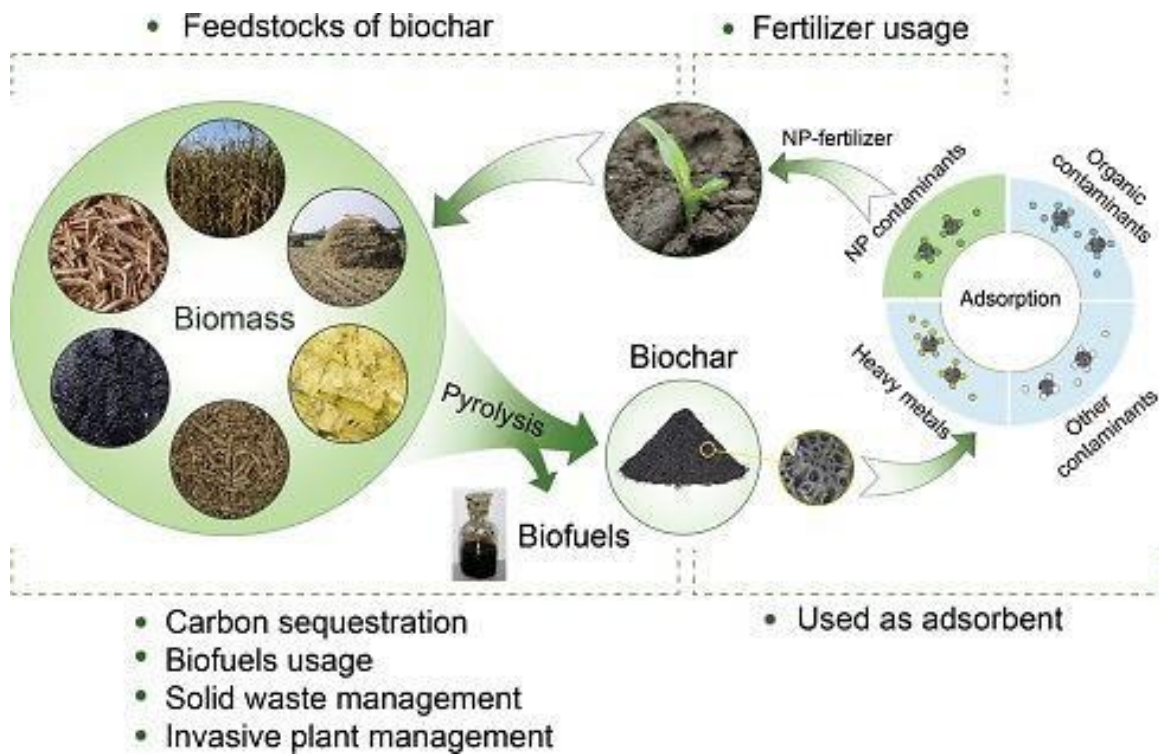 • Feedstocks of biochar
• Fertilizer usage
NP-fertilizer
NP contaminants
Organic
contaminants
Biomass
Adsorption
Pyrolysis
Biochar
Heavy metals
Other
contaminants
Biofuels
• Carbon sequestration
• Biofuels usage
• Solid waste management
• Invasive plant management
• Used as adsorbent